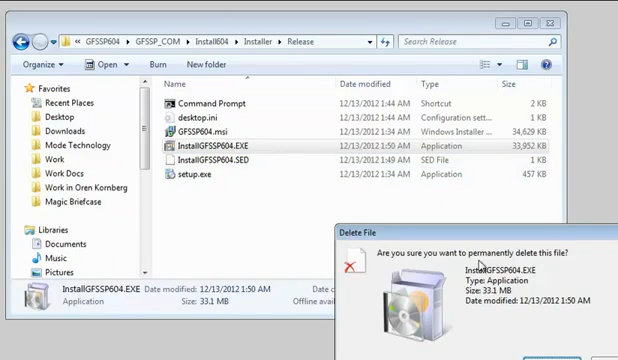 GFSSP604 GFSSP_COM Install604 Installer Release
Search Release
Organize Open Burn New folder
Favorites
Recent Places
Desktop
Downloads
Mode Technology
Work
Work Docs
Work in Oren Kornberg
Magic Briefcase
Libraries
Documents
Music
Pictures
Name Date modified Type Size
Command Prompt 12/13/2012 1:44 AM Shortcut 2 KB
desktop.ini 12/13/2012 1:44 AM Configuration sett... 1 KB
GFSSP604.msi 12/13/2012 1:34 AM Windows Installer ... 34,629 KB
InstallGFSSP604.EXE 12/13/2012 1:50 AM Application 33,952 KB
InstallGFSSP604.SED 12/13/2012 1:49 AM SED File 1 KB
setup.exe 12/13/2012 1:34 AM Application 457 KB
InstallGFSSP604.EXE Date modified: 12/13/2012 1:50 AM Date c
Application Size: 33.1 MB Offline avail
Delete File
Are you sure you want to permanently delete this file?
InstallGFSSP604.EXE
Type: Application
Size: 33.1 MB
Date modified: 12/13/2012 1:50 AM